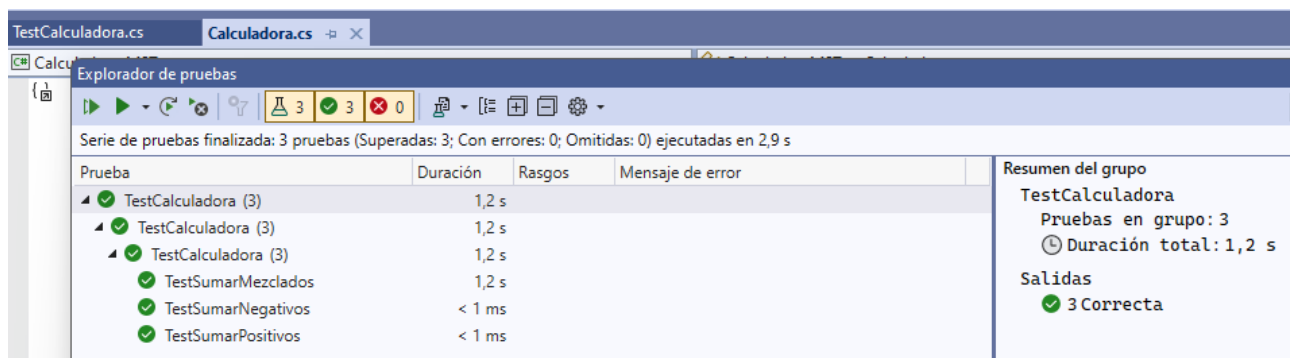 TestCalculadora.cs Calculadora.cs
C# Calcu
Explorador de pruebas
3 3 0
Serie de pruebas finalizada: 3 pruebas (Superadas: 3; Con errores: 0; Omitidas: 0) ejecutadas en 2,9 s
Prueba Duración Rasgos Mensaje de error
TestCalculadora (3) 1,2 s
TestCalculadora (3) 1,2 s
TestCalculadora (3) 1,2 s
TestSumarMezclados 1,2 s
TestSumarNegativos < 1 ms
TestSumarPositivos < 1 ms
Resumen del grupo
TestCalculadora
Pruebas en grupo: 3
Duración total: 1,2 s
Salidas
3 Correcta